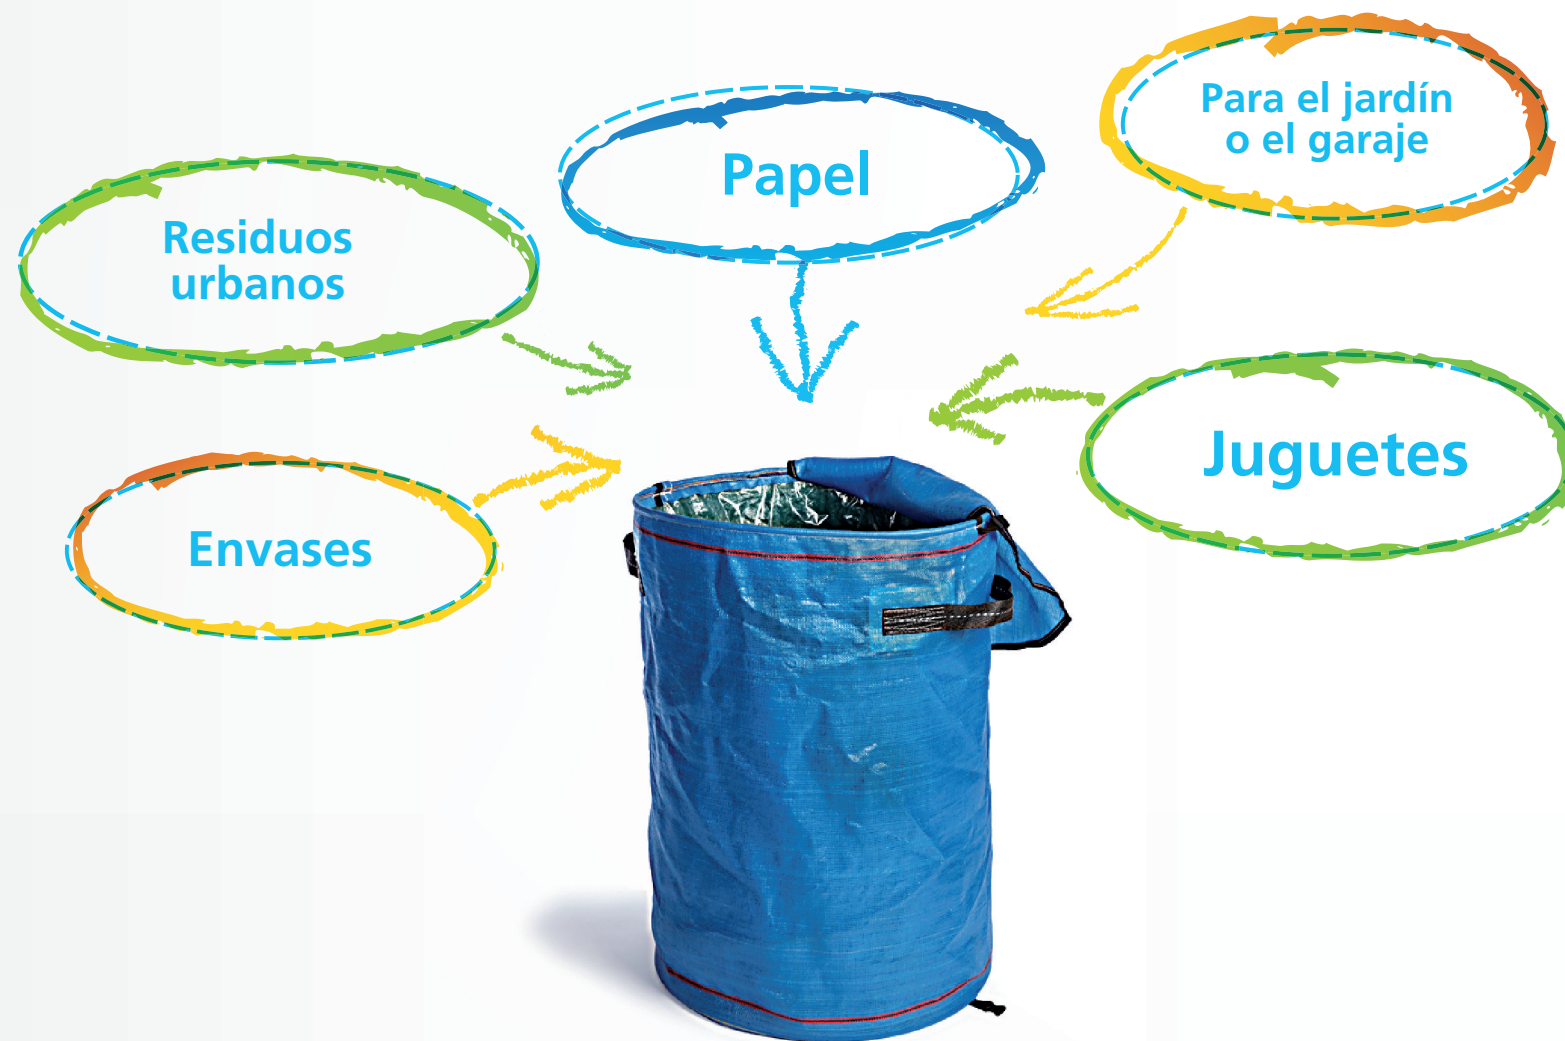 Residuos
urbanos
Papel
Para el jardín
o el garaje
Envases
Juguetes